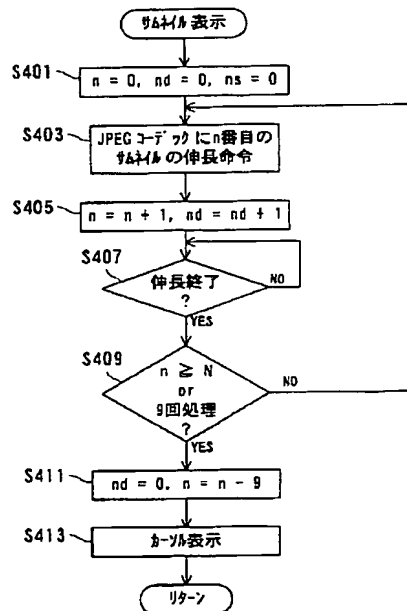 サムネイル表示
S401
n = 0, nd = 0, ns = 0
S403
JPEG コーデックにn番目の
サムネイルの伸長命令
S405
n = n + 1, nd = nd + 1
S407
伸長終了
?
NO
YES
S409
n ≧ N
or
9回処理
?
NO
YES
S411
nd = 0, n = n - 9
S413
カーソル表示
リターン